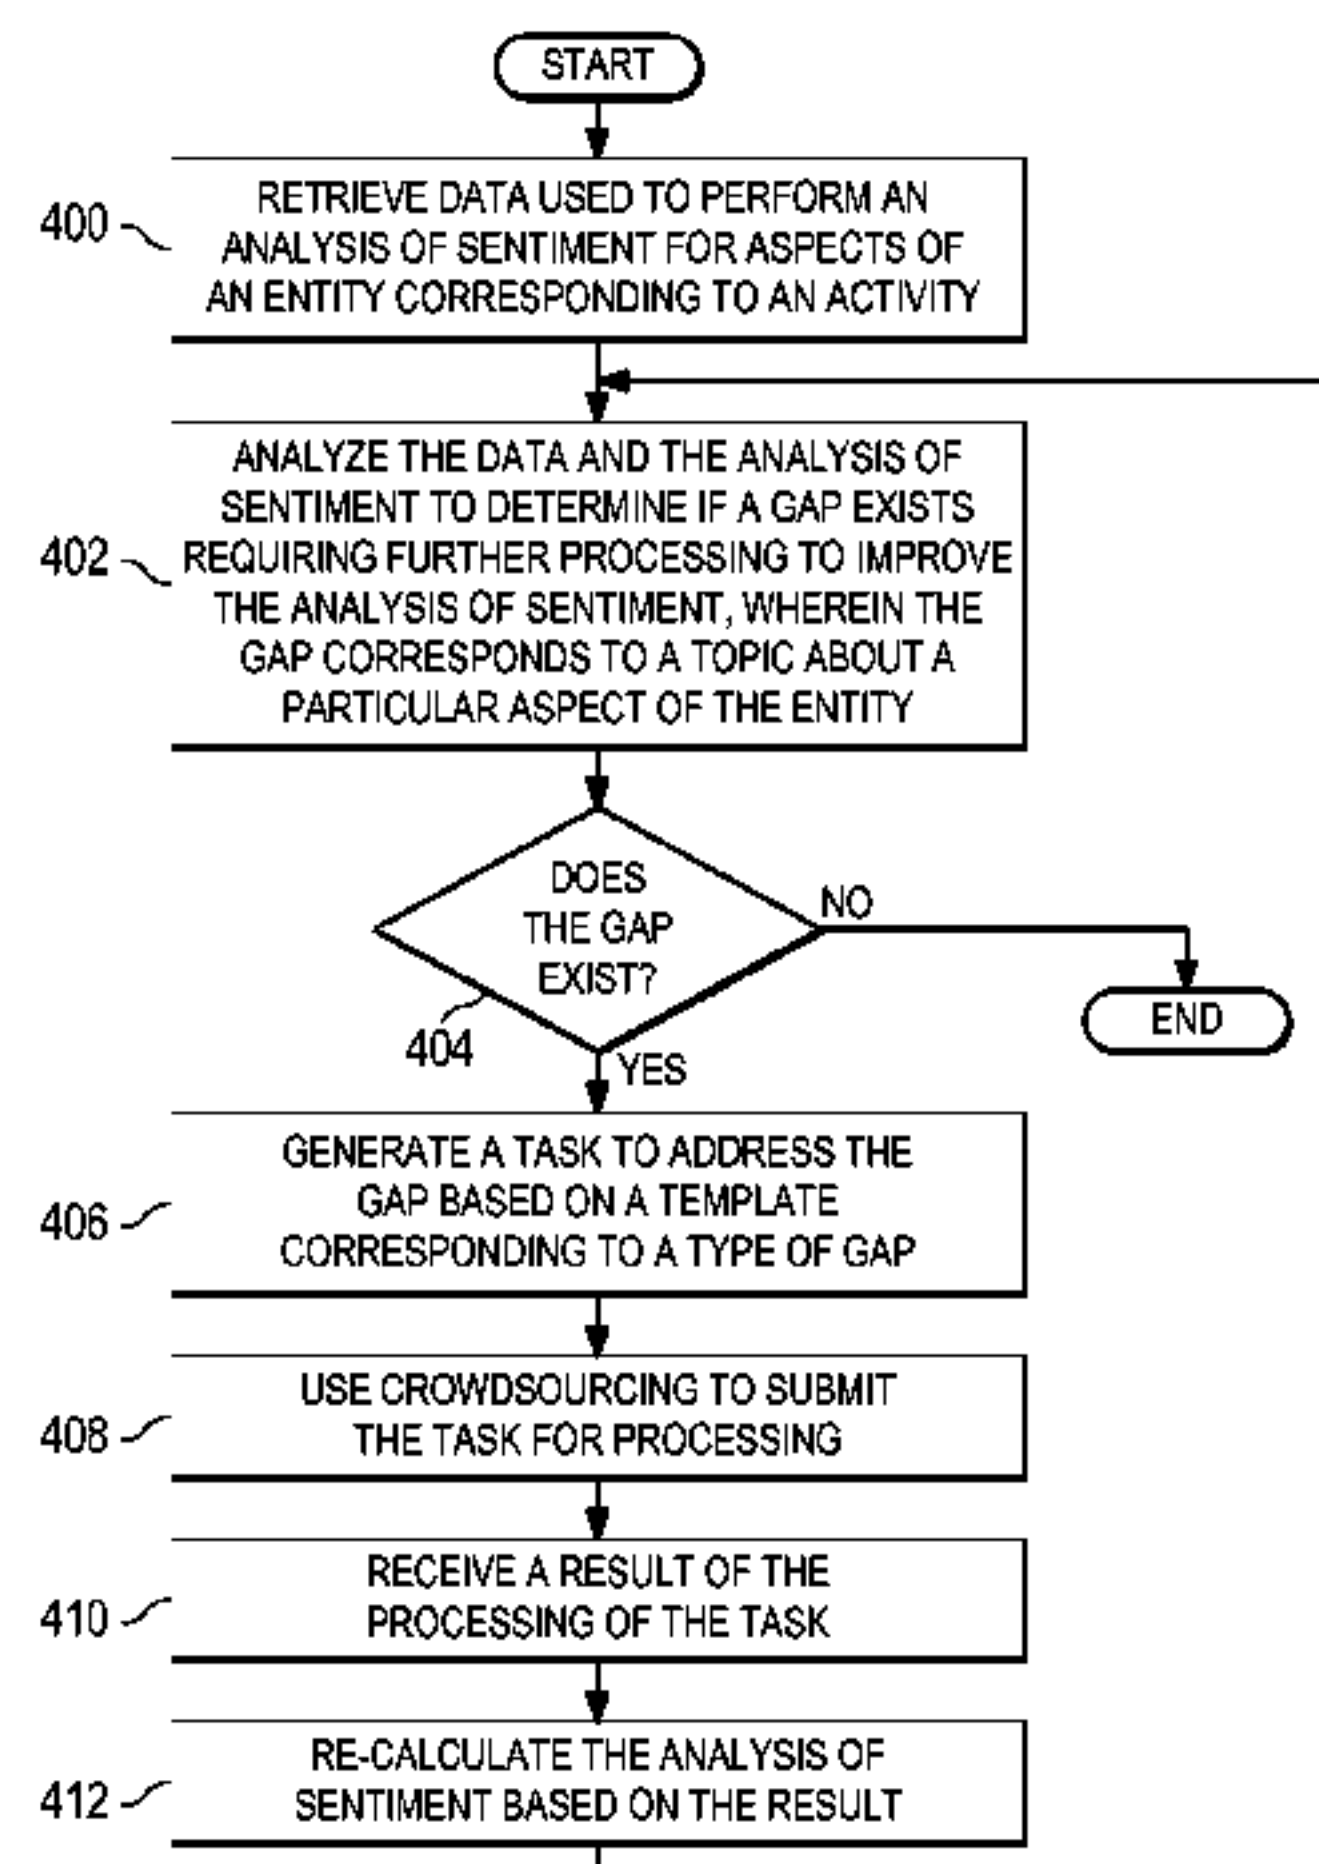 START
400
RETRIEVE DATA USED TO PERFORM AN
ANALYSIS OF SENTIMENT FOR ASPECTS OF
AN ENTITY CORRESPONDING TO AN ACTIVITY
402
ANALYZE THE DATA AND THE ANALYSIS OF
SENTIMENT TO DETERMINE IF A GAP EXISTS
REQUIRING FURTHER PROCESSING TO IMPROVE
THE ANALYSIS OF SENTIMENT, WHEREIN THE
GAP CORRESPONDS TO A TOPIC ABOUT A
PARTICULAR ASPECT OF THE ENTITY
DOES
THE GAP
EXIST?
404
NO
END
YES
406
GENERATE A TASK TO ADDRESS THE
GAP BASED ON A TEMPLATE
CORRESPONDING TO A TYPE OF GAP
408
USE CROWDSOURCING TO SUBMIT
THE TASK FOR PROCESSING
410
RECEIVE A RESULT OF THE
PROCESSING OF THE TASK
412
RE-CALCULATE THE ANALYSIS OF
SENTIMENT BASED ON THE RESULT